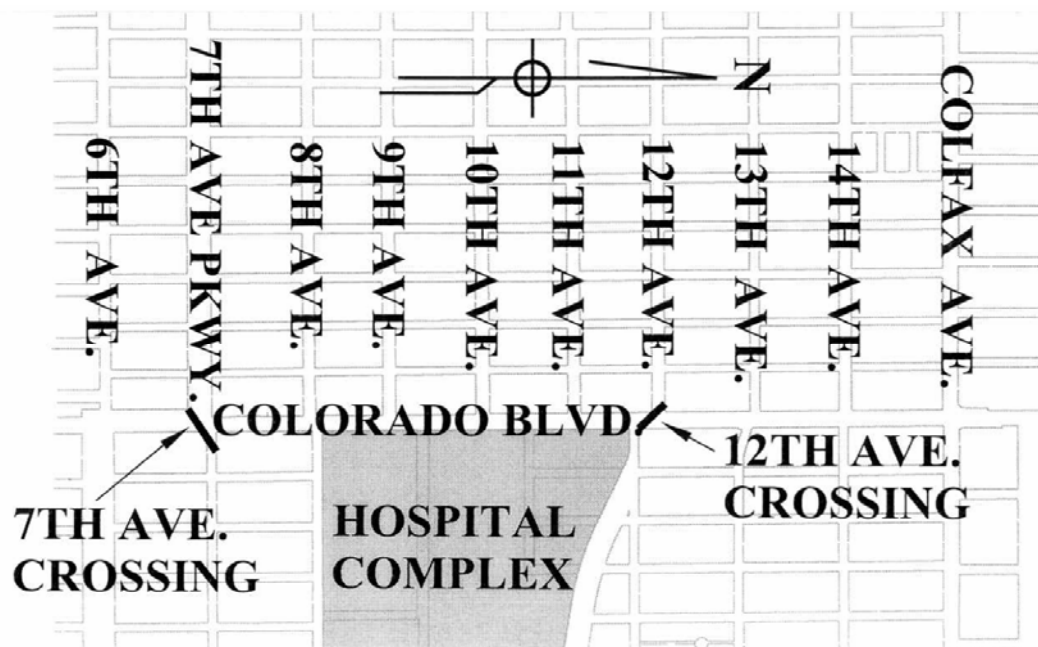 6TH AVE.
7TH AVE PKWY.
8TH AVE.
9TH AVE.
10TH AVE.
11TH AVE.
12TH AVE.
13TH AVE.
14TH AVE.
COLFAX AVE.
N
COLORADO BLVD.
7TH AVE.
CROSSING
HOSPITAL
COMPLEX
12TH AVE.
CROSSING